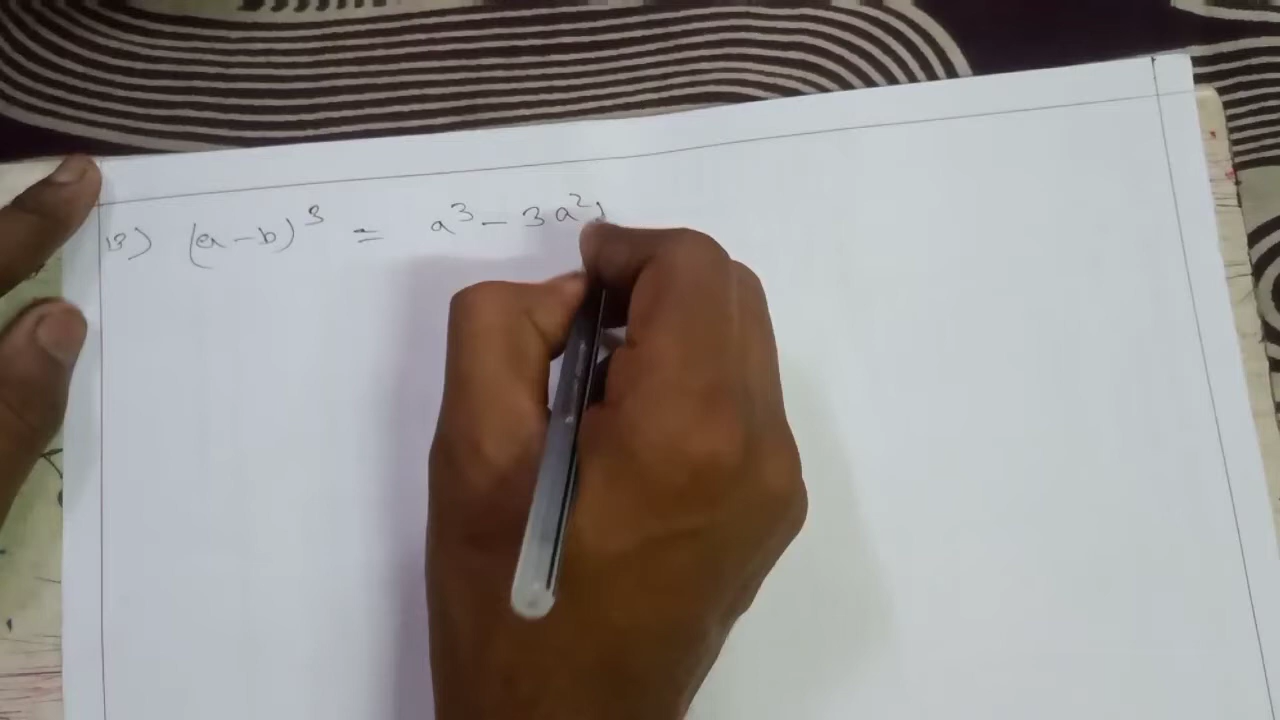 13) (a-b)³ = a³ - 3a²